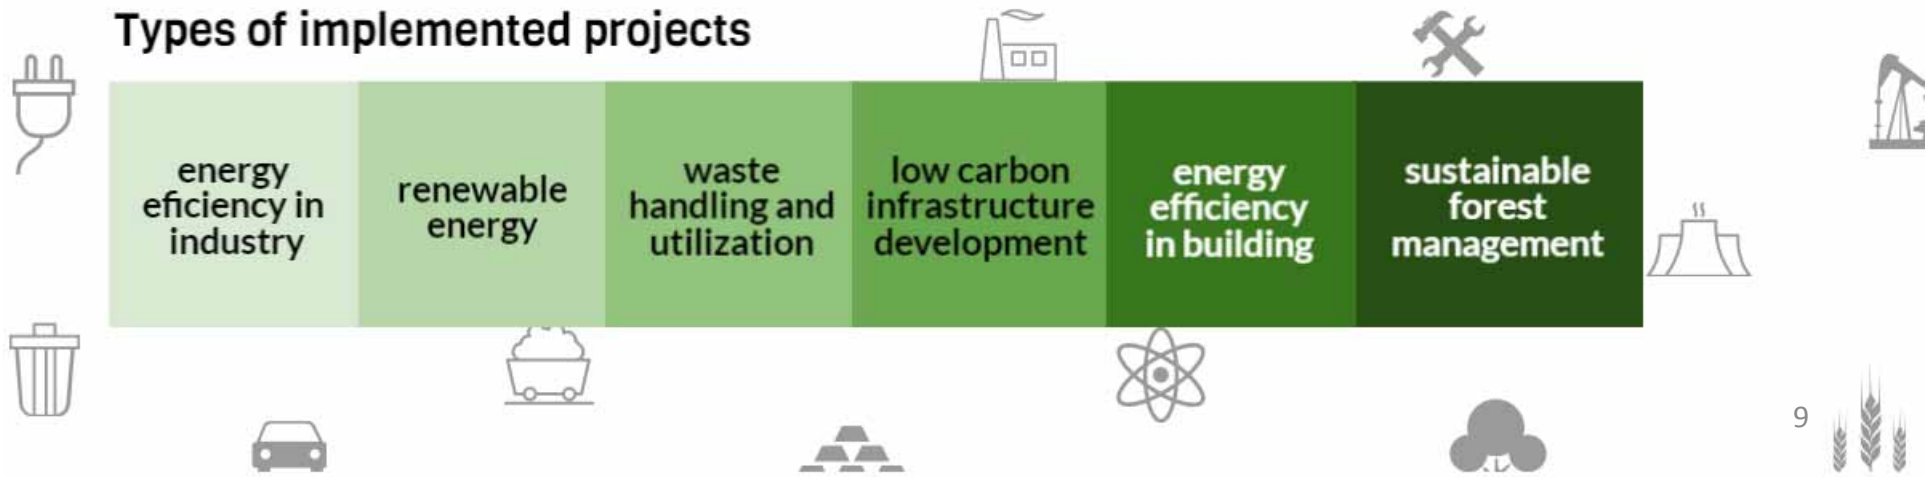 Types of implemented projects
energy
eficiency in
industry
renewable
energy
waste
handling and
utilization
low carbon
infrastructure
development
energy
efficiency
in building
sustainable
forest
management
9